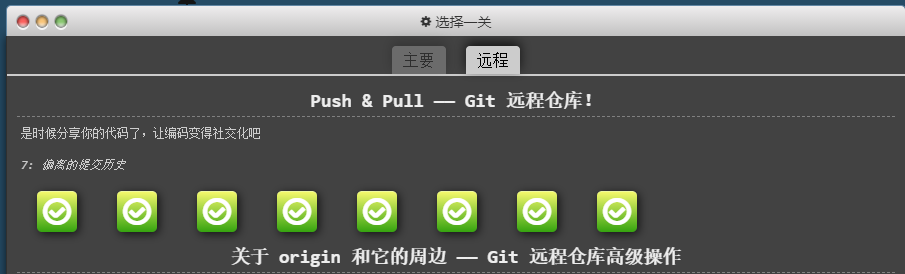 选择一关
主要 远程
Push & Pull —— Git 远程仓库!
是时候分享你的代码了，让编码变得社交化吧
7: 偏离的提交历史
关于 origin 和它的周边 —— Git 远程仓库高级操作